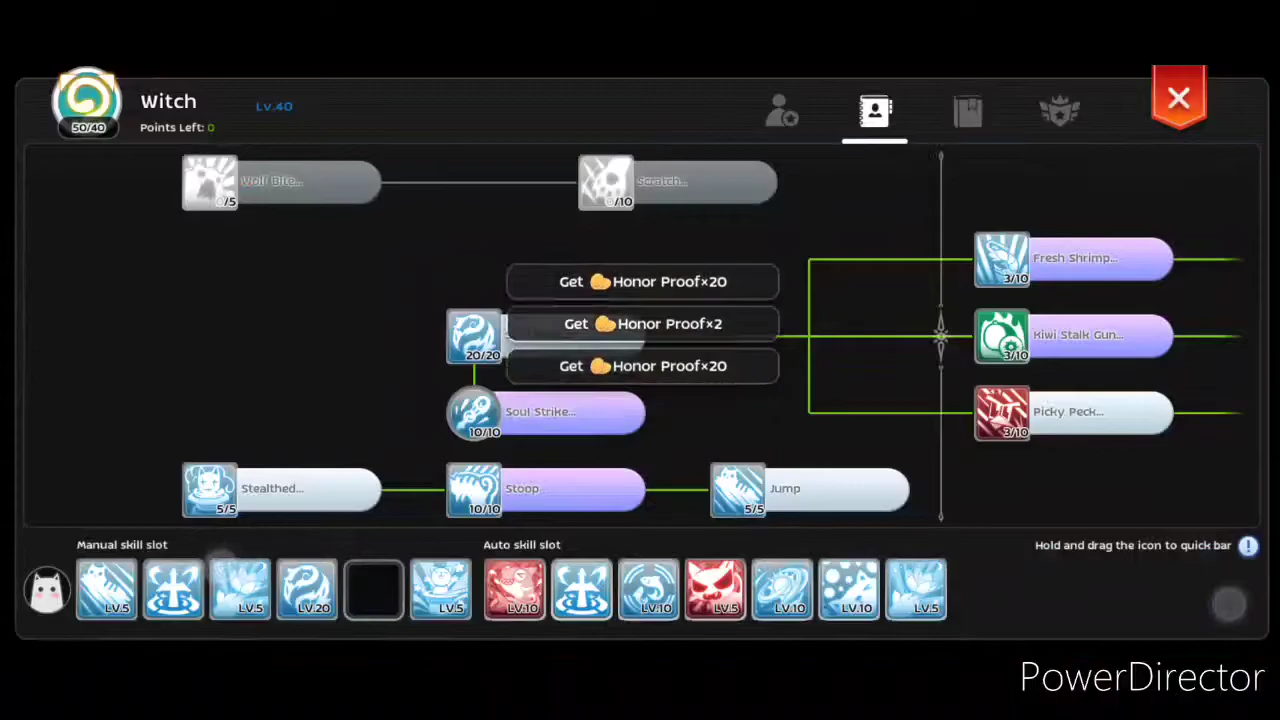 Witch
Lv.40
50/40
Points Left: 0
Wolf Bite...
0/5
Scratch...
0/10
Fresh Shrimp...
3/10
Get Honor Proof×20
Get Honor Proof×2
Get Honor Proof×20
20/20
Kiwi Stalk Gun...
3/10
Soul Strike...
10/10
Picky Peck...
3/10
Stealthed...
5/5
Stoop
10/10
Jump
5/5
Manual skill slot
Auto skill slot
Hold and drag the icon to quick bar
LV.5
LV.5
LV.20
LV.5
LV.10
LV.10
LV.5
LV.10
LV.10
LV.5
PowerDirector